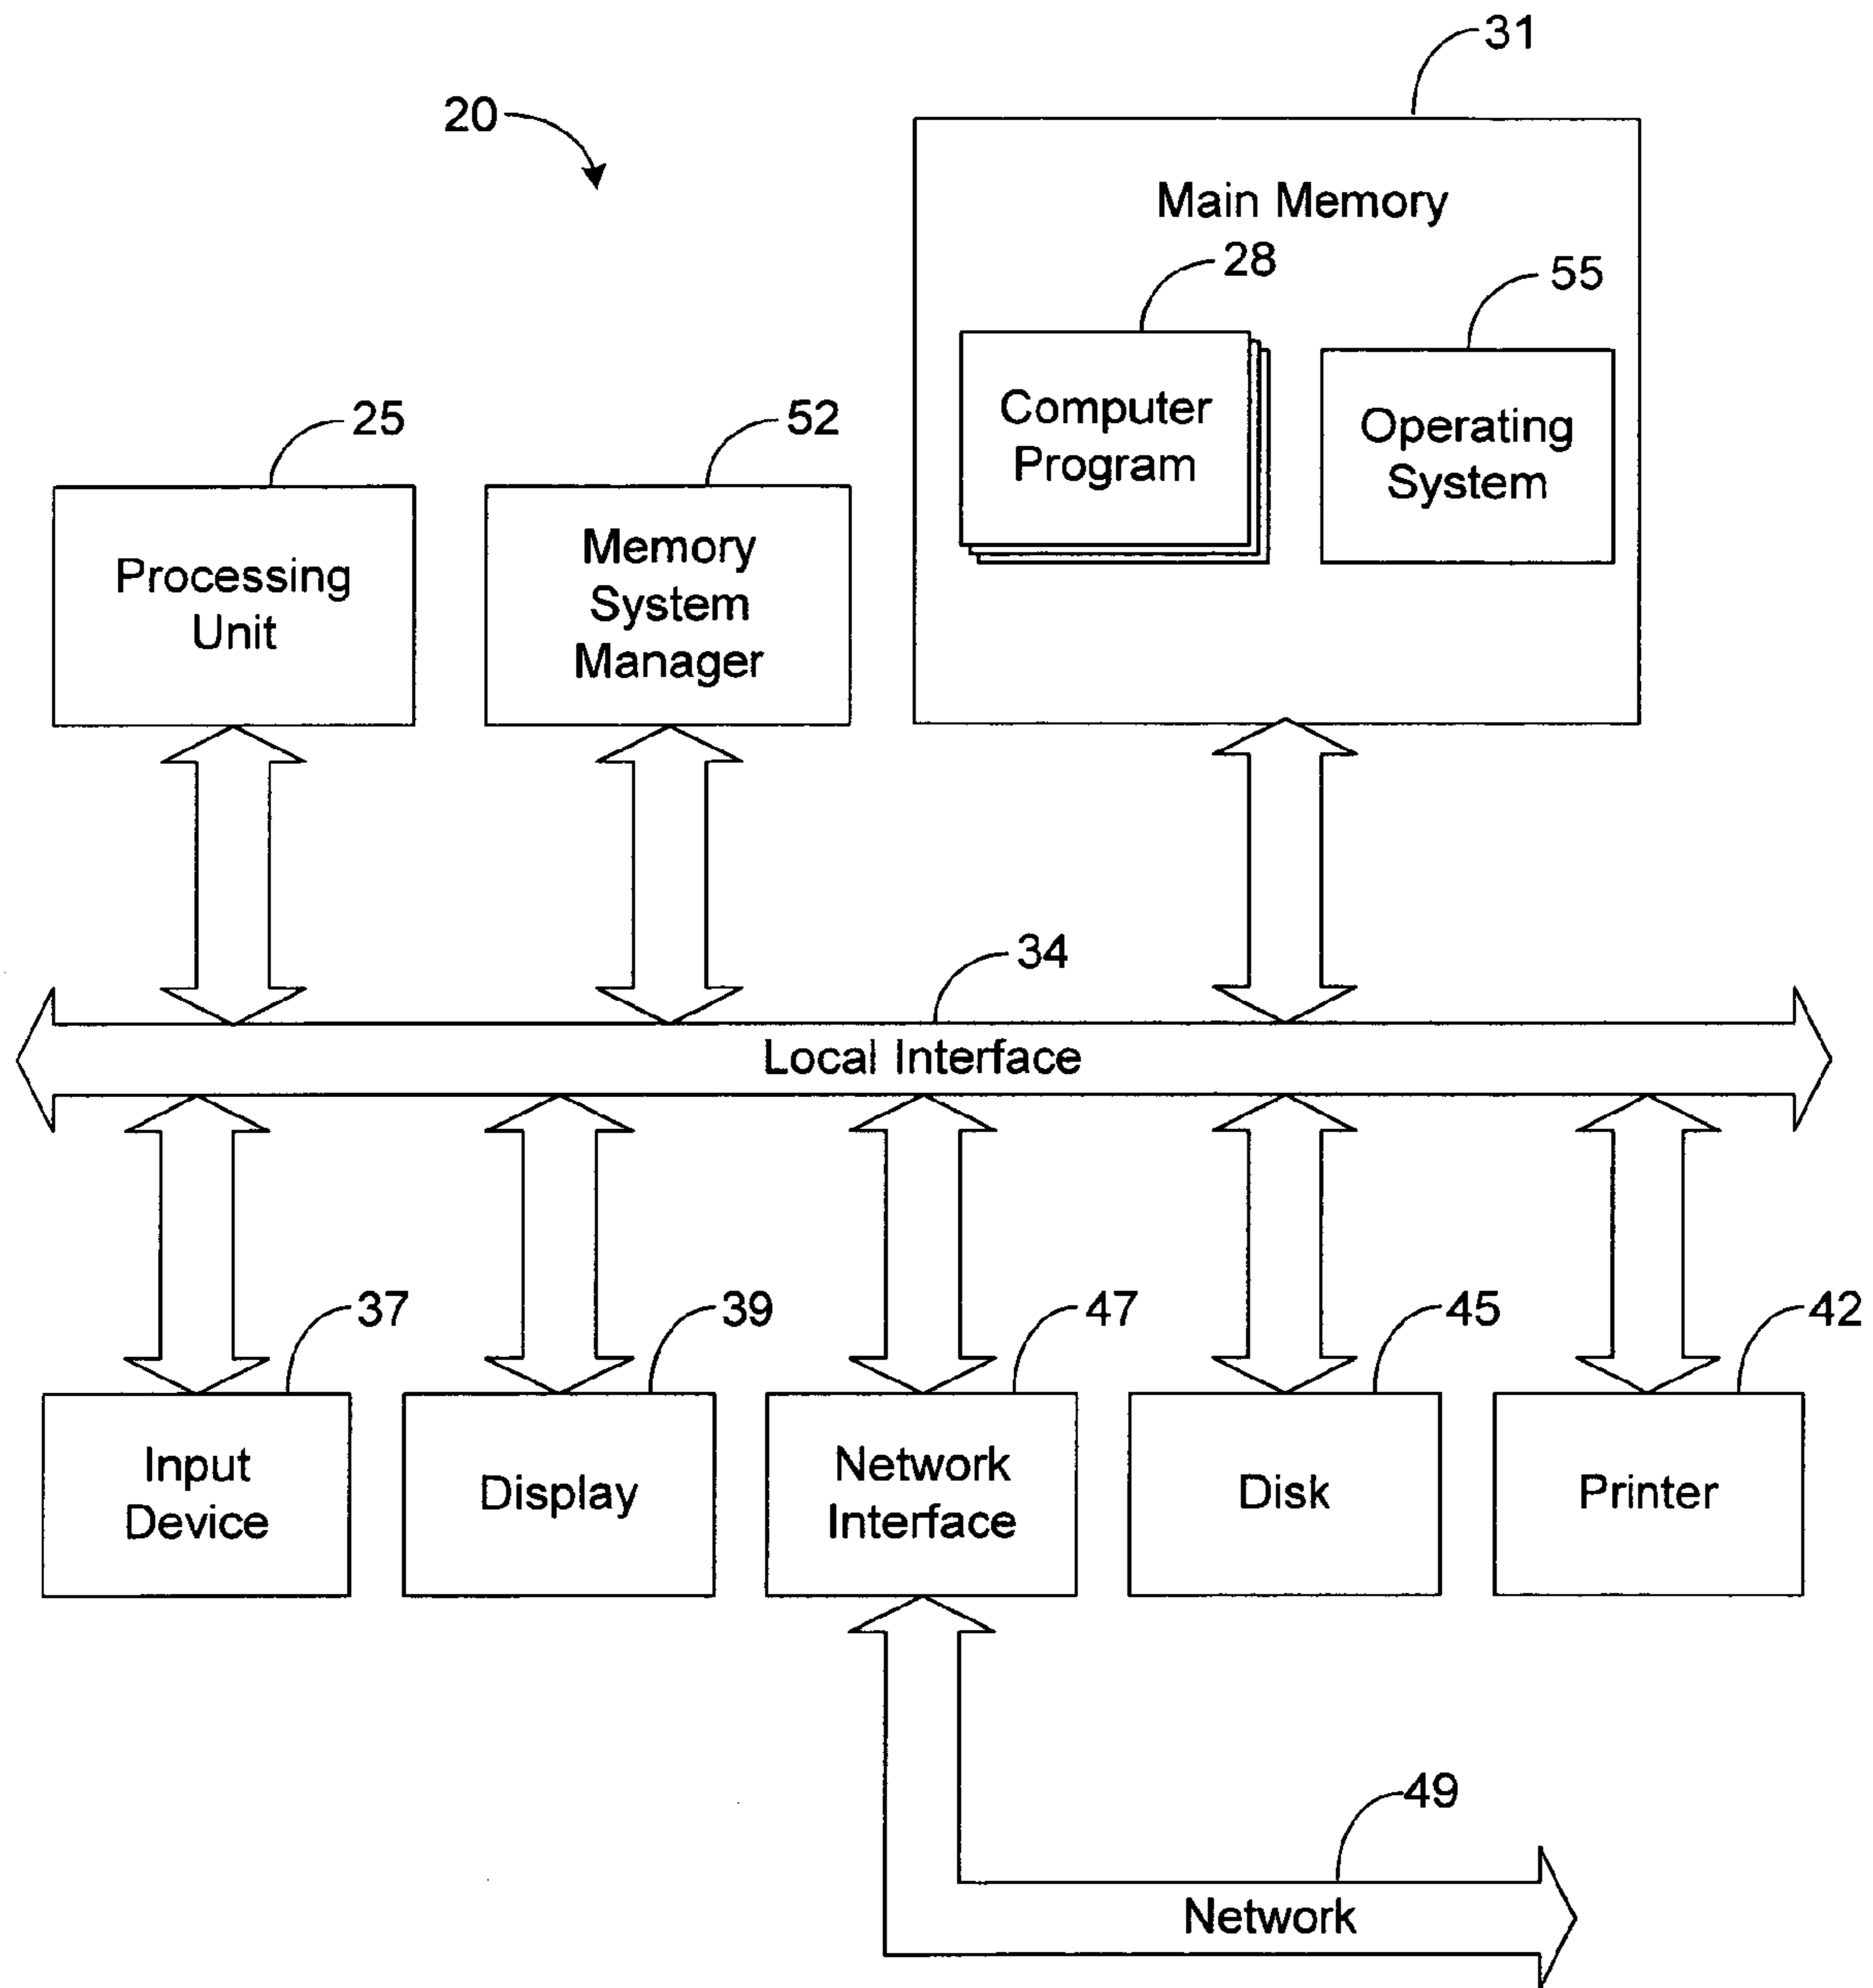 31
20
Main Memory
28
55
Computer
Program
Operating
System
25
52
Processing
Unit
Memory
System
Manager
34
Local Interface
37
39
47
45
42
Input
Device
Display
Network
Interface
Disk
Printer
49
Network